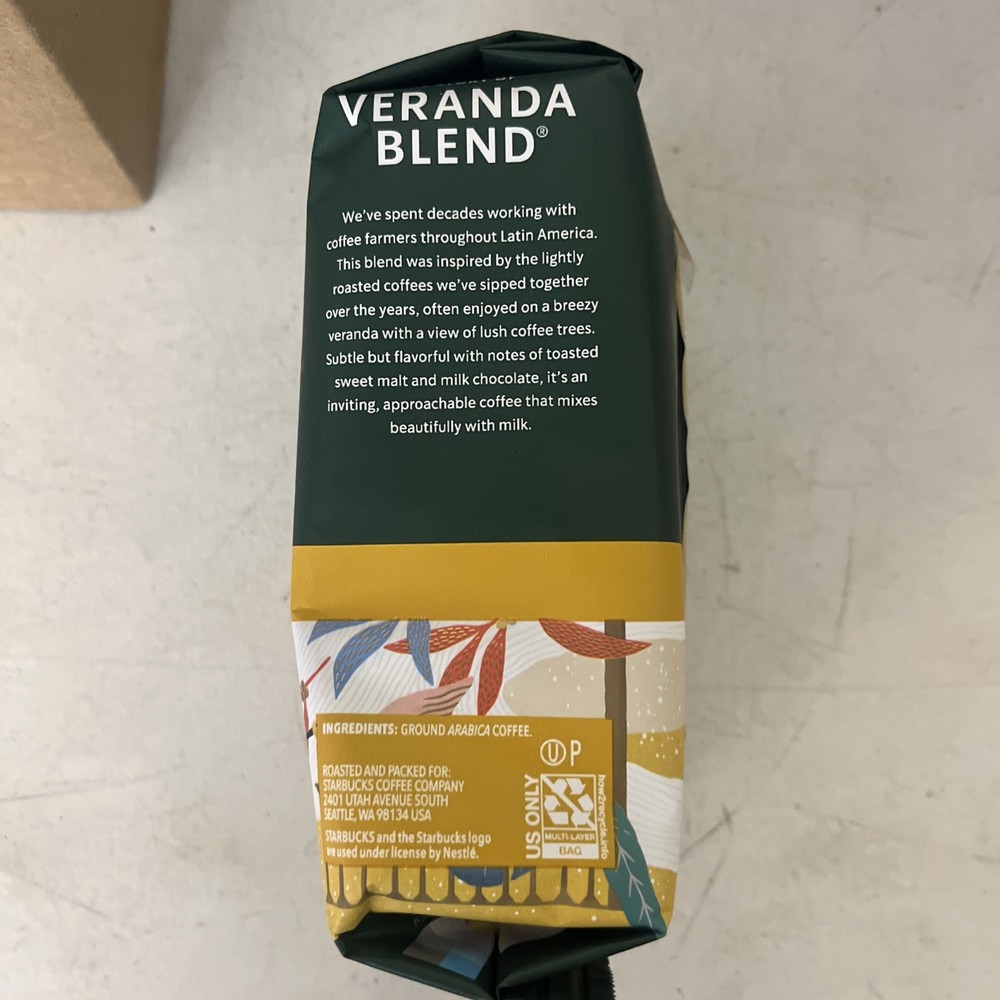 VERANDA
BLEND®
We've spent decades working with
coffee farmers throughout Latin America.
This blend was inspired by the lightly
roasted coffees we've sipped together
over the years, often enjoyed on a breezy
veranda with a view of lush coffee trees.
Subtle but flavorful with notes of toasted
sweet malt and milk chocolate, it's an
inviting, approachable coffee that mixes
beautifully with milk.
INGREDIENTS: GROUND ARABICA COFFEE.
U P
ROASTED AND PACKED FOR:
STARBUCKS COFFEE COMPANY
2401 UTAH AVENUE SOUTH
SEATTLE, WA 98134 USA
STARBUCKS and the Starbucks logo
are used under license by Nestlé.
US ONLY
MULTI-LAYER
BAG
how2recycle.info